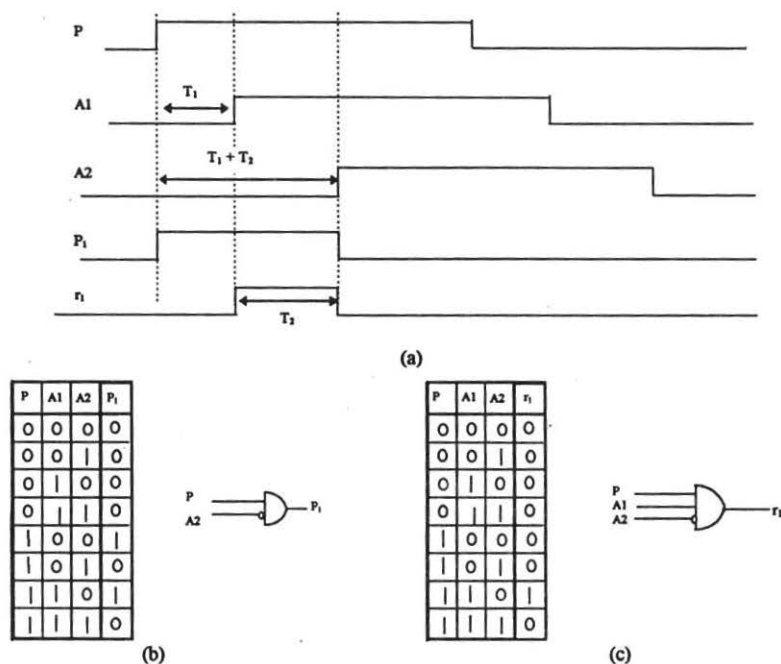 P
T₁
A1
T₁ + T₂
A2
P₁
r₁
T₂
(a)
P A1 A2 P₁
0 0 0 0
0 0 1 0
0 1 0 0
0 1 1 0
1 0 0 1
1 0 1 0
1 1 0 1
1 1 1 0
P
A2
P₁
(b)
P A1 A2 r₁
0 0 0 0
0 0 1 0
0 1 0 0
0 1 1 0
1 0 0 0
1 0 1 0
1 1 0 1
1 1 1 0
P
A1
A2
r₁
(c)